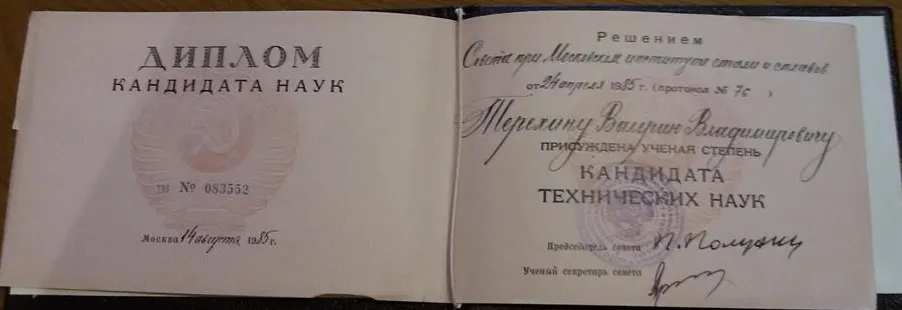 ДИПЛОМ
КАНДИДАТА НАУК
ТН № 083552
Москва 14 августа 1985 г.
Решением
Совета при Московском институте стали и сплавов
от 24 апреля 1985 г. (протокол № 7с )
Терехину Валерию Владимировичу
ПРИСУЖДЕНА УЧЕНАЯ СТЕПЕНЬ
КАНДИДАТА
ТЕХНИЧЕСКИХ НАУК
Председатель совета
Ученый секретарь совета